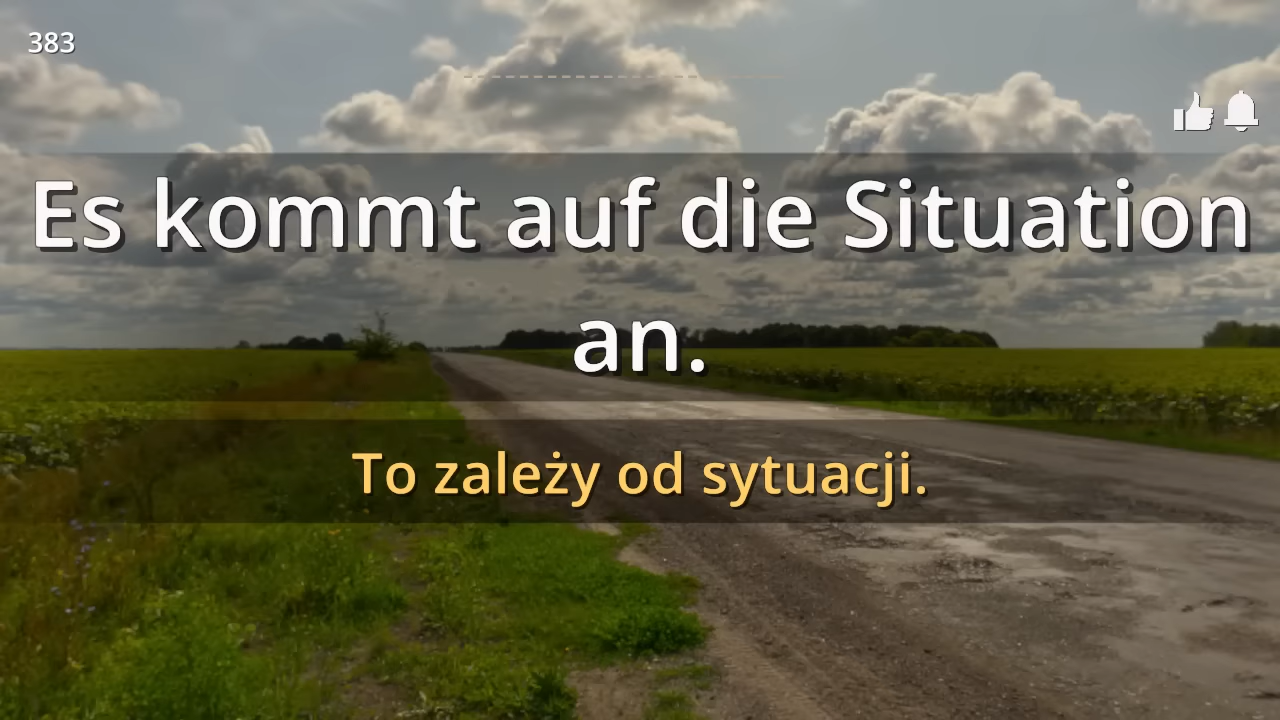 383
Es kommt auf die Situation
an.
To zależy od sytuacji.